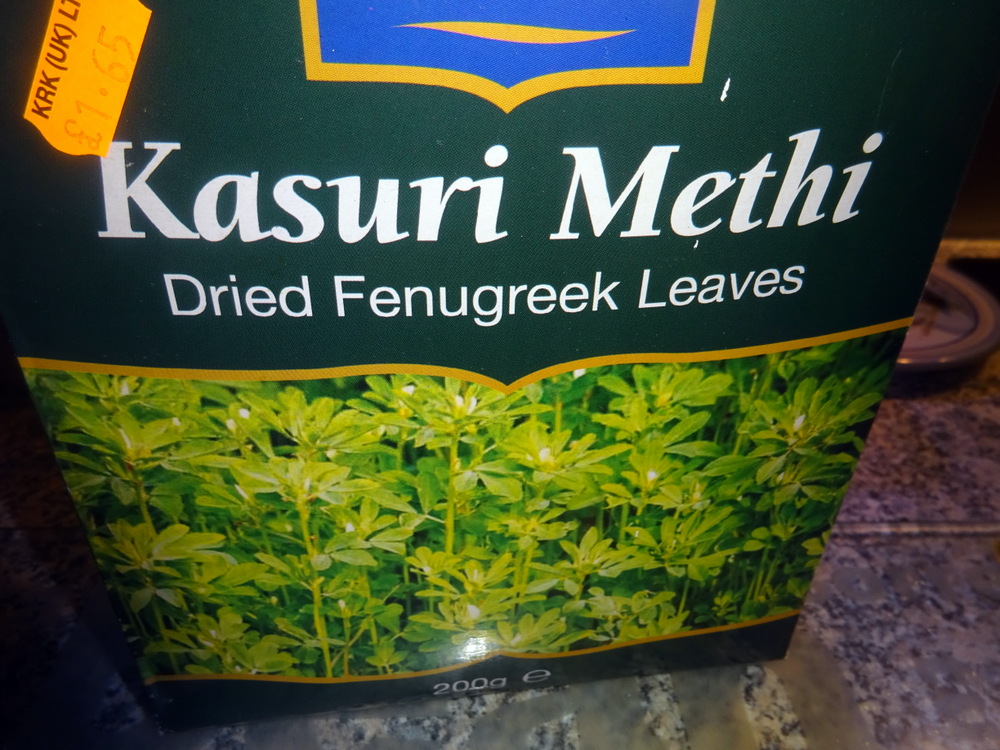 KRK (UK) LT
£1.65
Kasuri Methi
Dried Fenugreek Leaves
200g e